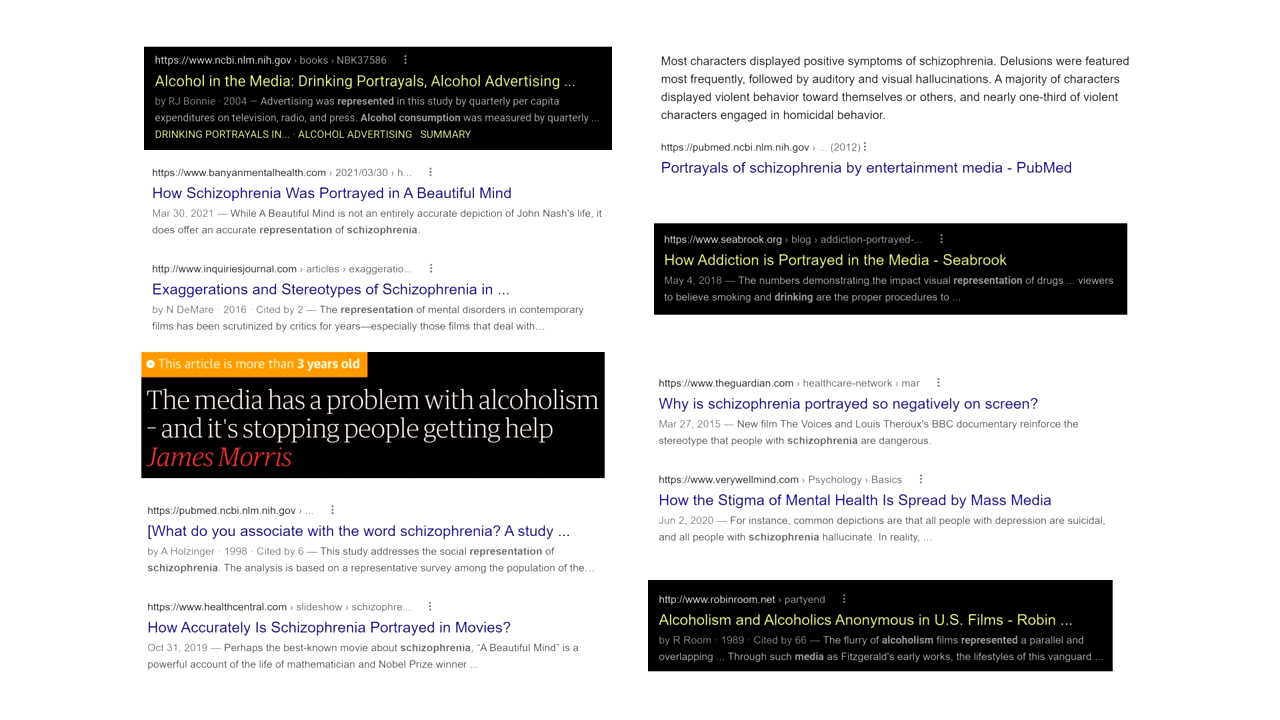 https://www.ncbi.nlm.nih.gov › books › NBK37586
Alcohol in the Media: Drinking Portrayals, Alcohol Advertising ...
by RJ Bonnie · 2004 — Advertising was represented in this study by quarterly per capita
expenditures on television, radio, and press. Alcohol consumption was measured by quarterly ...
DRINKING PORTRAYALS IN... · ALCOHOL ADVERTISING · SUMMARY
https://www.banyanmentalhealth.com › 2021/03/30 › h...
How Schizophrenia Was Portrayed in A Beautiful Mind
Mar 30, 2021 — While A Beautiful Mind is not an entirely accurate depiction of John Nash's life, it
does offer an accurate representation of schizophrenia.
http://www.inquiriesjournal.com › articles › exaggeratio...
Exaggerations and Stereotypes of Schizophrenia in ...
by N DeMare · 2016 · Cited by 2 — The representation of mental disorders in contemporary
films has been scrutinized by critics for years—especially those films that deal with...
This article is more than 3 years old
The media has a problem with alcoholism
– and it's stopping people getting help
James Morris
https://pubmed.ncbi.nlm.nih.gov › ...
[What do you associate with the word schizophrenia? A study ...
by A Holzinger · 1998 · Cited by 6 — This study addresses the social representation of
schizophrenia. The analysis is based on a representative survey among the population of the...
https://www.healthcentral.com › slideshow › schizophre...
How Accurately Is Schizophrenia Portrayed in Movies?
Oct 31, 2019 — Perhaps the best-known movie about schizophrenia, “A Beautiful Mind” is a
powerful account of the life of mathematician and Nobel Prize winner ...
Most characters displayed positive symptoms of schizophrenia. Delusions were featured
most frequently, followed by auditory and visual hallucinations. A majority of characters
displayed violent behavior toward themselves or others, and nearly one-third of violent
characters engaged in homicidal behavior.
https://pubmed.ncbi.nlm.nih.gov › ... (2012)
Portrayals of schizophrenia by entertainment media - PubMed
https://www.seabrook.org › blog › addiction-portrayed-...
How Addiction is Portrayed in the Media - Seabrook
May 4, 2018 — The numbers demonstrating the impact visual representation of drugs ... viewers
to believe smoking and drinking are the proper procedures to ...
https://www.theguardian.com › healthcare-network › mar
Why is schizophrenia portrayed so negatively on screen?
Mar 27, 2015 — New film The Voices and Louis Theroux's BBC documentary reinforce the
stereotype that people with schizophrenia are dangerous.
https://www.verywellmind.com › Psychology › Basics
How the Stigma of Mental Health Is Spread by Mass Media
Jun 2, 2020 — For instance, common depictions are that all people with depression are suicidal,
and all people with schizophrenia hallucinate. In reality, ...
http://www.robinroom.net › partyend
Alcoholism and Alcoholics Anonymous in U.S. Films - Robin ...
by R Room · 1989 · Cited by 66 — The flurry of alcoholism films represented a parallel and
overlapping ... Through such media as Fitzgerald's early works, the lifestyles of this vanguard ...